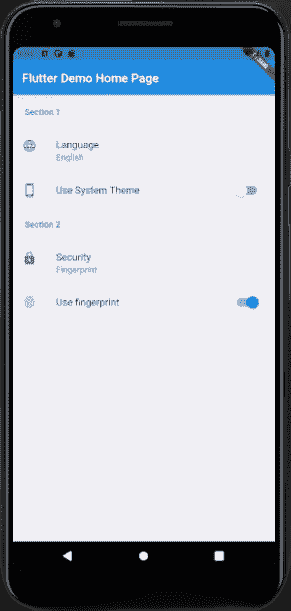 Flutter Demo Home Page
Section 1
Language
English
Use System Theme
Section 2
Security
Fingerprint
Use fingerprint